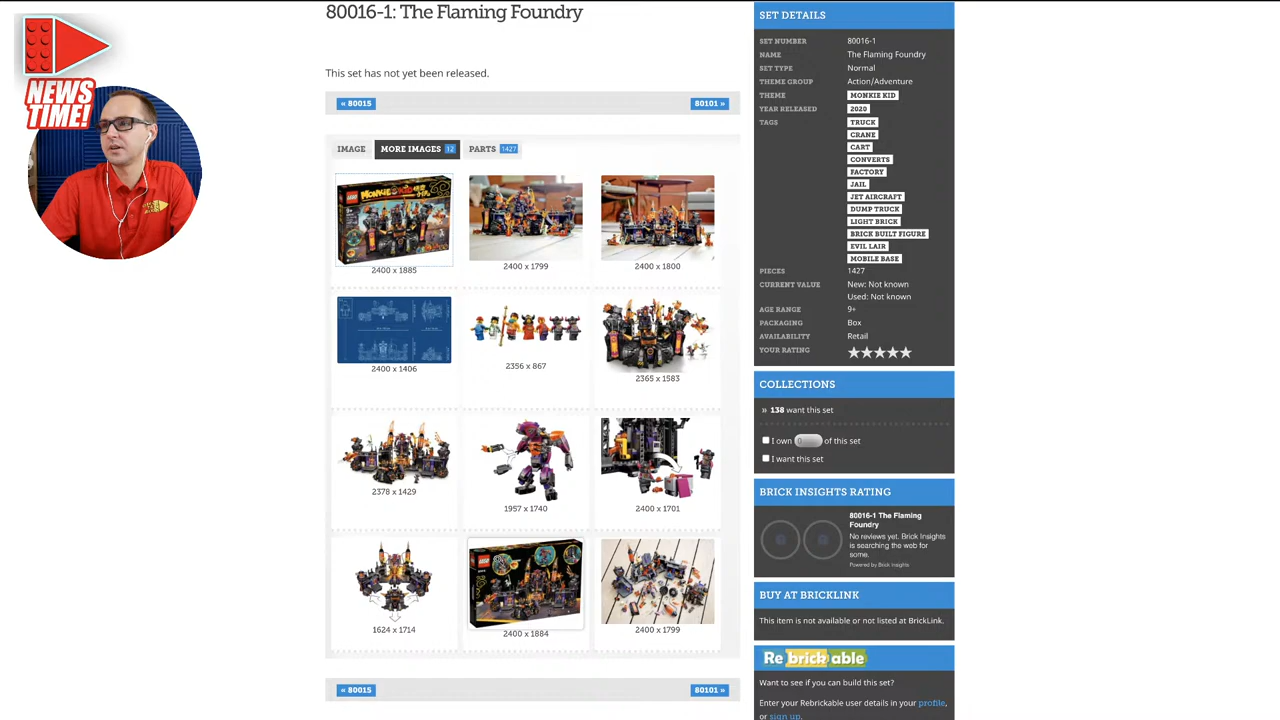 80016-1: The Flaming Foundry
NEWS
TIME!
This set has not yet been released.
« 80015
80101 »
IMAGE
MORE IMAGES 12
PARTS 1427
2400 x 1885
2400 x 1799
2400 x 1800
2400 x 1406
2356 x 867
2365 x 1583
2378 x 1429
1957 x 1740
2400 x 1701
1624 x 1714
2400 x 1884
2400 x 1799
« 80015
80101 »
SET DETAILS
SET NUMBER 80016-1
NAME The Flaming Foundry
SET TYPE Normal
THEME GROUP Action/Adventure
THEME MONKIE KID
YEAR RELEASED 2020
TAGS TRUCK
CRANE
CART
CONVERTS
FACTORY
JAIL
JET AIRCRAFT
DUMP TRUCK
LIGHT BRICK
BRICK BUILT FIGURE
EVIL LAIR
MOBILE BASE
PIECES 1427
CURRENT VALUE New: Not known
Used: Not known
AGE RANGE 9+
PACKAGING Box
AVAILABILITY Retail
YOUR RATING
COLLECTIONS
» 138 want this set
I own 0 of this set
I want this set
BRICK INSIGHTS RATING
80016-1 The Flaming
Foundry
No reviews yet. Brick Insights
is searching the web for
some.
Powered by Brick Insights
BUY AT BRICKLINK
This item is not available or not listed at BrickLink.
Rebrickable
Want to see if you can build this set?
Enter your Rebrickable user details in your profile,
or sign up.